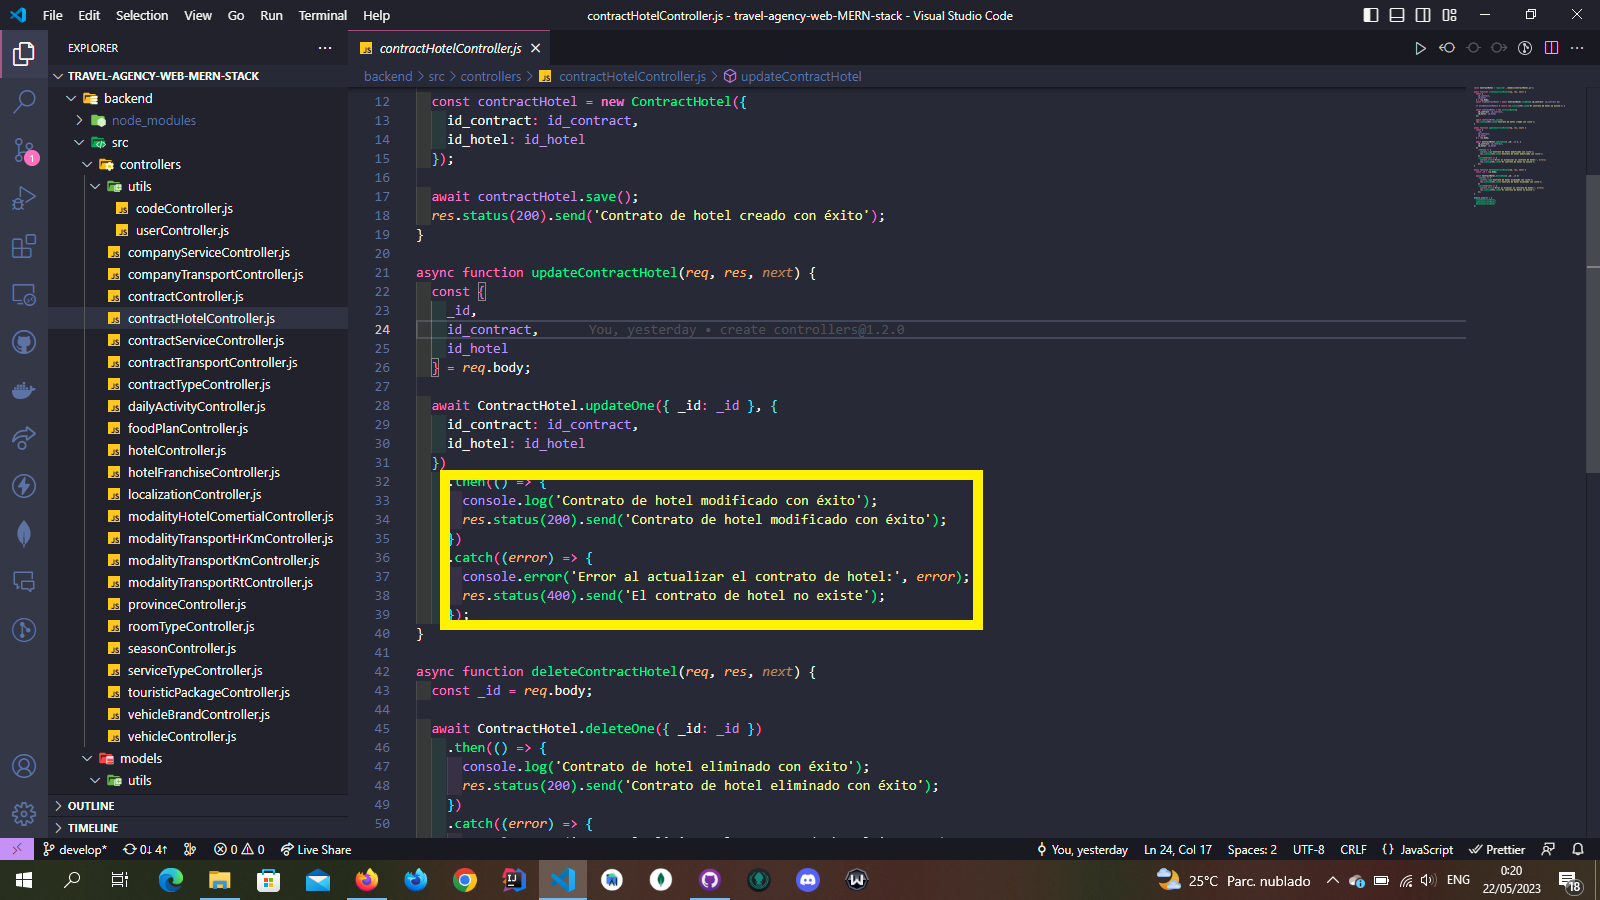 File Edit Selection View Go Run Terminal Help
contractHotelController.js - travel-agency-web-MERN-stack - Visual Studio Code
EXPLORER
TRAVEL-AGENCY-WEB-MERN-STACK
backend
node_modules
src
controllers
utils
codeController.js
userController.js
companyServiceController.js
companyTransportController.js
contractController.js
contractHotelController.js
contractServiceController.js
contractTransportController.js
contractTypeController.js
dailyActivityController.js
foodPlanController.js
hotelController.js
hotelFranchiseController.js
localizationController.js
modalityHotelComertialController.js
modalityTransportHrKmController.js
modalityTransportKmController.js
modalityTransportRtController.js
provinceController.js
roomTypeController.js
seasonController.js
serviceTypeController.js
touristicPackageController.js
vehicleBrandController.js
vehicleController.js
models
utils
OUTLINE
TIMELINE
1
JS contractHotelController.js
backend > src > controllers > JS contractHotelController.js > updateContractHotel
12 const contractHotel = new ContractHotel({
13 id_contract: id_contract,
14 id_hotel: id_hotel
15 });
16
17 await contractHotel.save();
18 res.status(200).send('Contrato de hotel creado con éxito');
19 }
20
21 async function updateContractHotel(req, res, next) {
22 const {
23 _id,
24 id_contract, You, yesterday • create controllers@1.2.0
25 id_hotel
26 } = req.body;
27
28 await ContractHotel.updateOne({ _id: _id }, {
29 id_contract: id_contract,
30 id_hotel: id_hotel
31 })
32 .then(() => {
33 console.log('Contrato de hotel modificado con éxito');
34 res.status(200).send('Contrato de hotel modificado con éxito');
35 })
36 .catch((error) => {
37 console.error('Error al actualizar el contrato de hotel:', error);
38 res.status(400).send('El contrato de hotel no existe');
39 });
40 }
41
42 async function deleteContractHotel(req, res, next) {
43 const _id = req.body;
44
45 await ContractHotel.deleteOne({ _id: _id })
46 .then(() => {
47 console.log('Contrato de hotel eliminado con éxito');
48 res.status(200).send('Contrato de hotel eliminado con éxito');
49 })
50 .catch((error) => {
develop* 0↓ 4↑ 0 0 Live Share
You, yesterday Ln 24, Col 17 Spaces: 2 UTF-8 CRLF {} JavaScript Prettier
25°C Parc. nublado ENG 0:20
22/05/2023
18